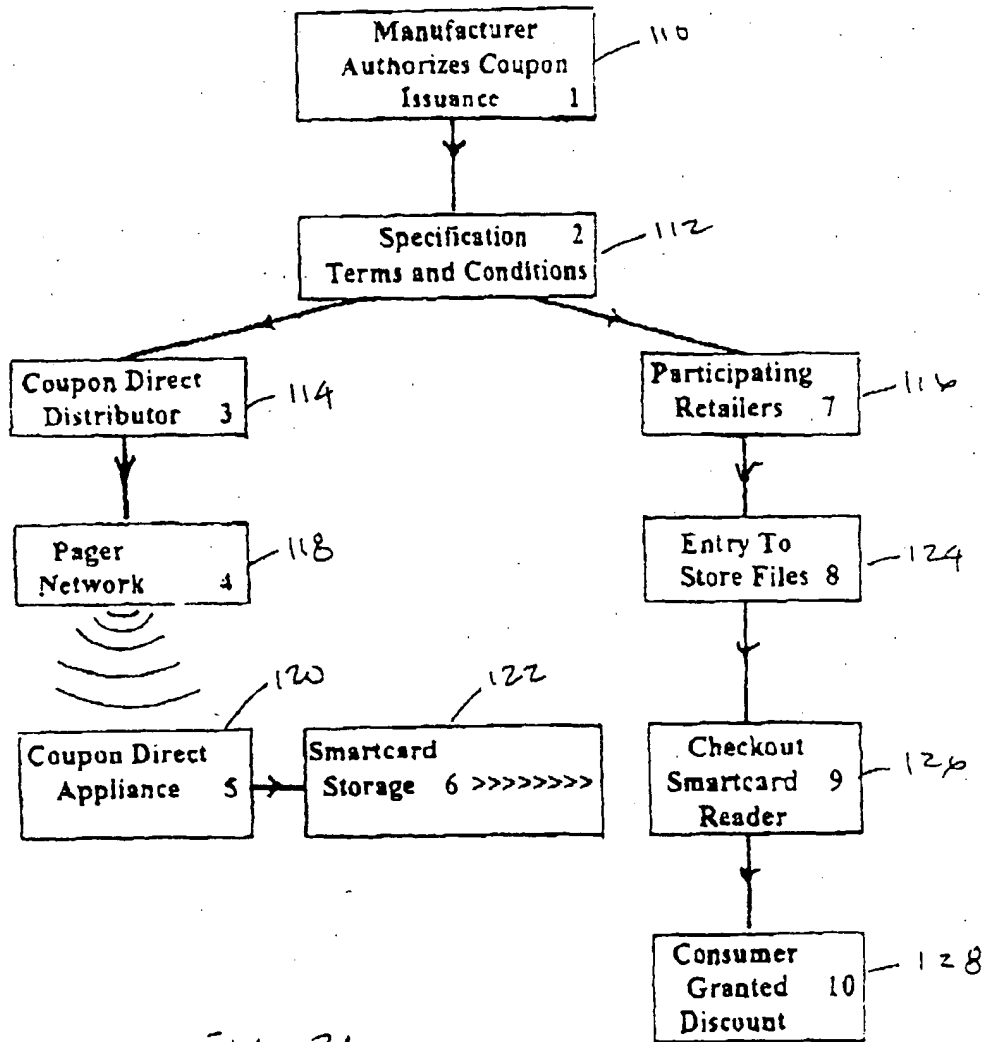 Manufacturer
Authorizes Coupon
Issuance 1
110
Specification 2
Terms and Conditions
112
Coupon Direct
Distributor 3
114
Participating
Retailers 7
116
Pager
Network 4
118
Entry To
Store Files 8
124
120
122
Coupon Direct
Appliance 5
Smartcard
Storage 6 >>>>>>>>
Checkout
Smartcard 9
Reader
126
Consumer
Granted 10
Discount
128